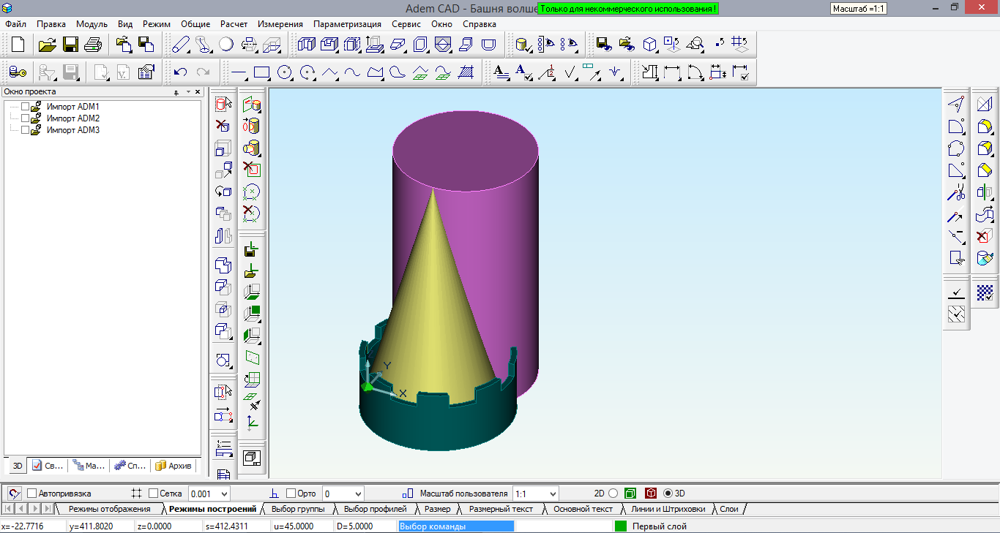 Adem CAD - Башня волше
Только для некоммерческого использования !
Масштаб =1:1
Файл Правка Модуль Вид Режим Общие Расчет Измерения Параметризация Сервис Окно Справка
Окно проекта
Импорт ADM1
Импорт ADM2
Импорт ADM3
Y
X
3D Св... Ма... Сп... Архив
Автопривязка Сетка 0.001 Орто 0 Масштаб пользователя 1:1 2D 3D
Режимы отображения Режимы построений Выбор группы Выбор профилей Размер Размерный текст Основной текст Линии и Штриховки Слои
x=-22.7716 y=411.8020 z=0.0000 s=412.4311 u=45.0000 D=5.0000 Выбор команды Первый слой